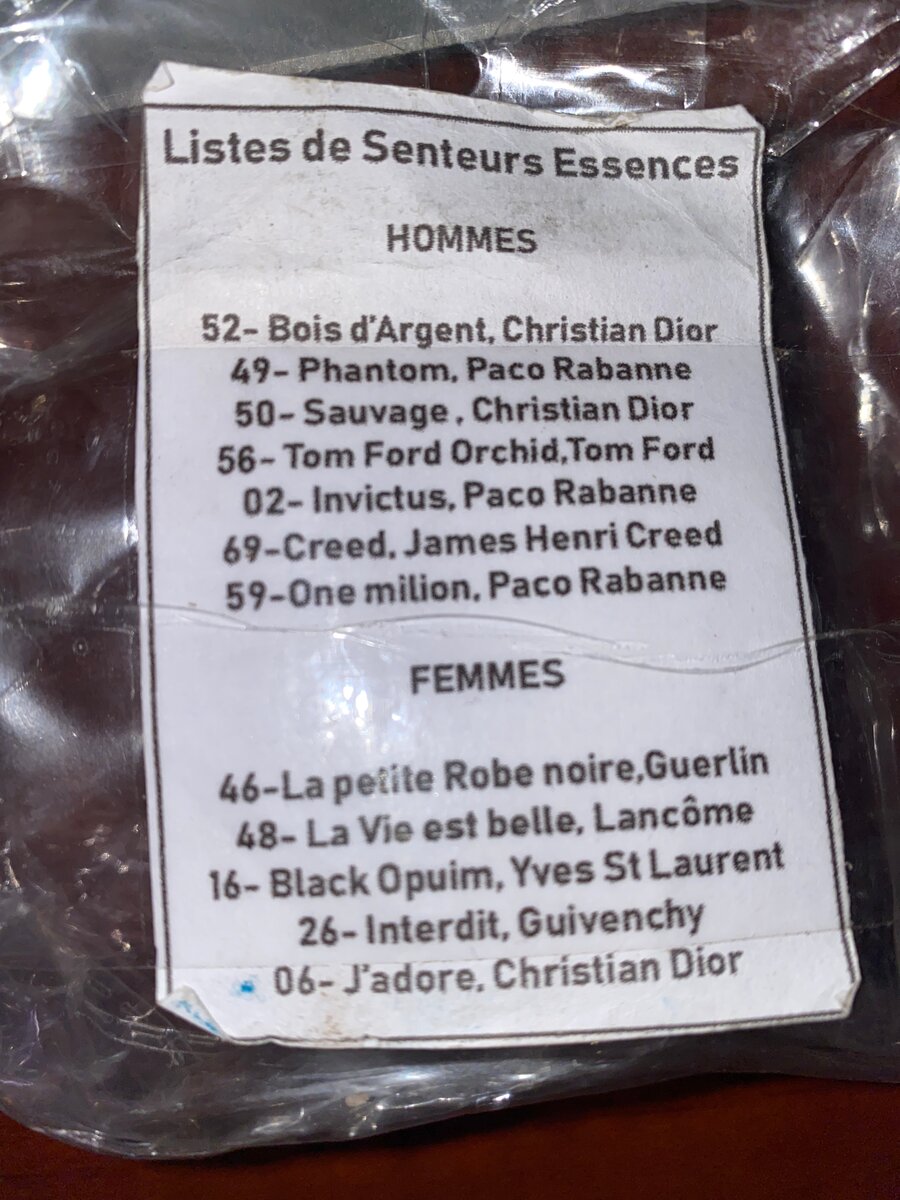 Listes de Senteurs Essences
HOMMES
52- Bois d'Argent, Christian Dior
49- Phantom, Paco Rabanne
50- Sauvage , Christian Dior
56- Tom Ford Orchid,Tom Ford
02- Invictus, Paco Rabanne
69-Creed, James Henri Creed
59-One milion, Paco Rabanne
FEMMES
46-La petite Robe noire,Guerlin
48- La Vie est belle, Lancôme
16- Black Opuim, Yves St Laurent
26- Interdit, Guivenchy
06- J'adore, Christian Dior